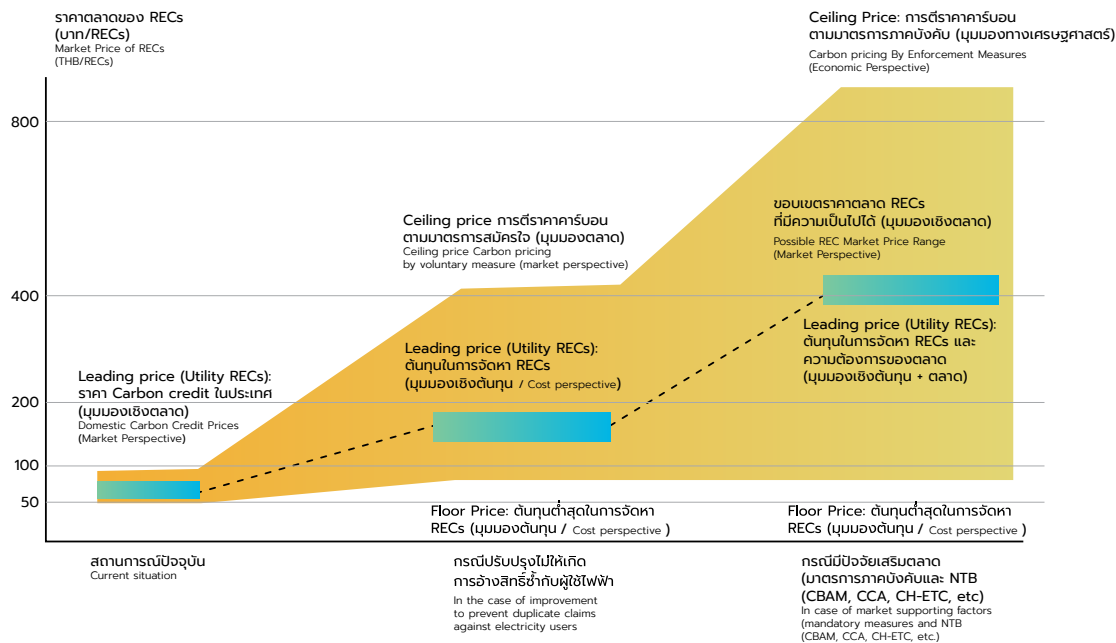 ราคาตลาดของ RECs
(บาท/RECs)
Market Price of RECs
(THB/RECs)
Ceiling Price: การตีราคาคาร์บอน
ตามมาตรการภาคบังคับ (มุมมองทางเศรษฐศาสตร์)
Carbon pricing By Enforcement Measures
(Economic Perspective)
800
400
200
100
50
Ceiling price การตีราคาคาร์บอน
ตามมาตรการสมัครใจ (มุมมองตลาด)
Ceiling price Carbon pricing
by voluntary measure (market perspective)
ขอบเขตราคาตลาด RECs
ที่มีความเป็นไปได้ (มุมมองเชิงตลาด)
Possible REC Market Price Range
(Market Perspective)
Leading price (Utility RECs):
ราคา Carbon credit ในประเทศ
(มุมมองเชิงตลาด)
Domestic Carbon Credit Prices
(Market Perspective)
Leading price (Utility RECs):
ต้นทุนในการจัดหา RECs
(มุมมองเชิงต้นทุน / Cost perspective)
Leading price (Utility RECs):
ต้นทุนในการจัดหา RECs และ
ความต้องการของตลาด
(มุมมองเชิงต้นทุน + ตลาด)
Floor Price: ต้นทุนต่ำสุดในการจัดหา
RECs (มุมมองต้นทุน / Cost perspective )
Floor Price: ต้นทุนต่ำสุดในการจัดหา
RECs (มุมมองต้นทุน / Cost perspective )
สถานการณ์ปัจจุบัน
Current situation
กรณีปรับปรุงไม่ให้เกิด
การอ้างสิทธิ์ซ้ำกับผู้ใช้ไฟฟ้า
In the case of improvement
to prevent duplicate claims
against electricity users
กรณีมีปัจจัยเสริมตลาด
(มาตรการภาคบังคับและ NTB
(CBAM, CCA, CH-ETC, etc)
In case of market supporting factors
(mandatory measures and NTB
(CBAM, CCA, CH-ETC, etc.)